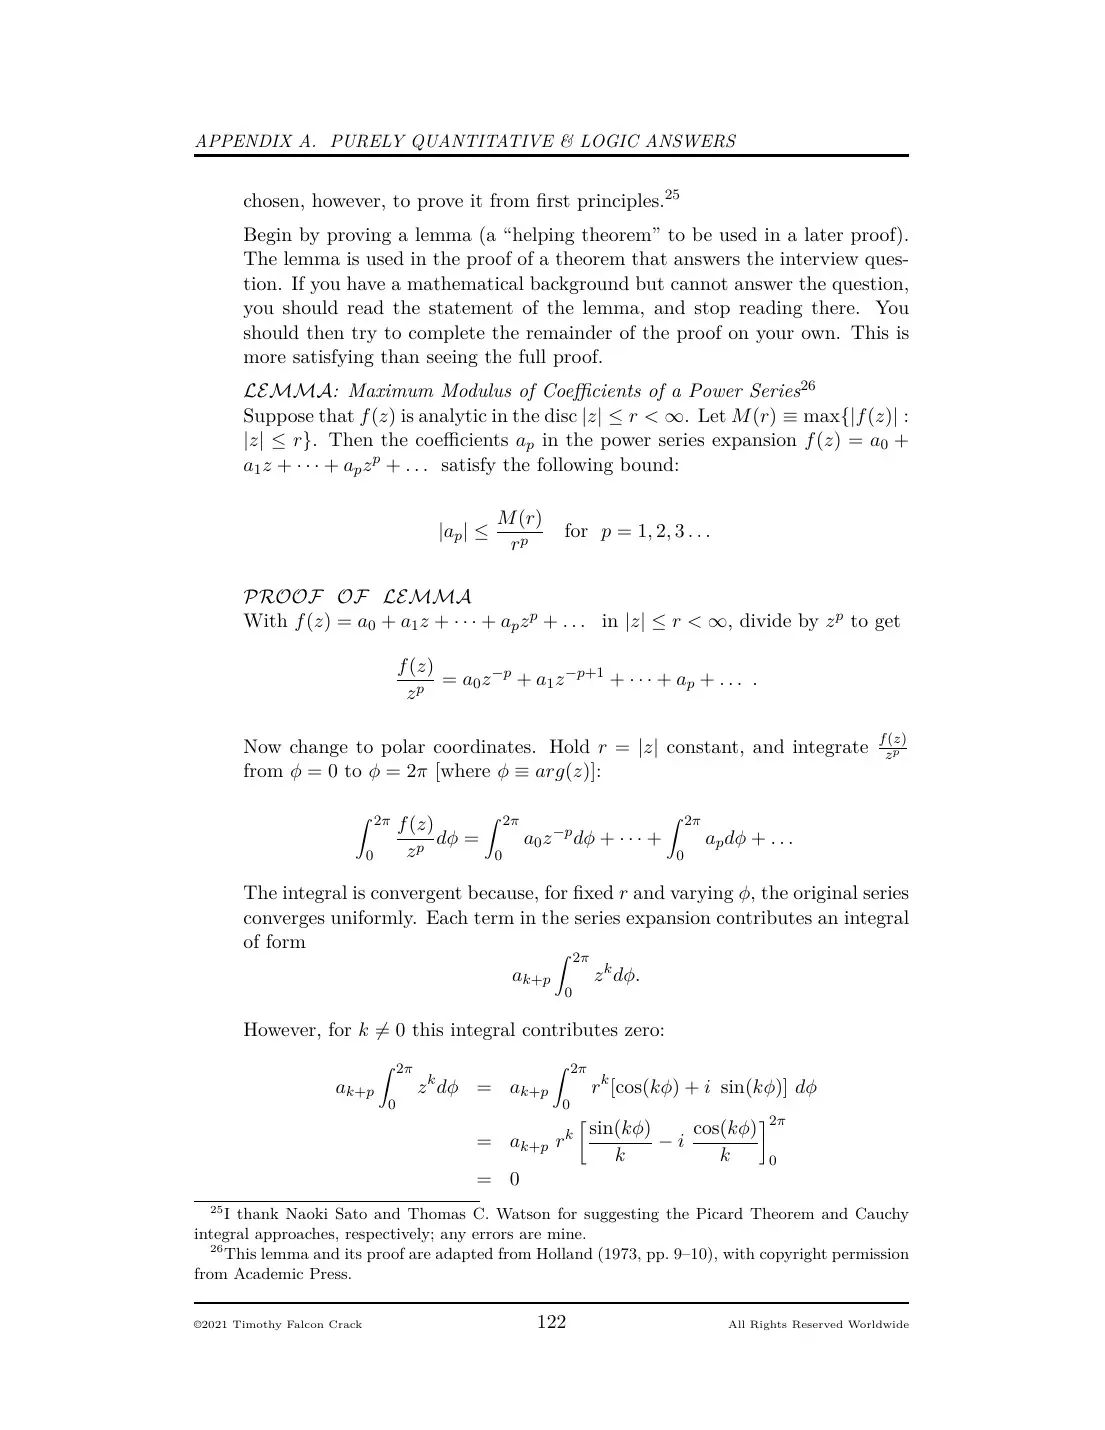 APPENDIX A. PURELY QUANTITATIVE & LOGIC ANSWERS
chosen, however, to prove it from first principles.²⁵
Begin by proving a lemma (a “helping theorem” to be used in a later proof).
The lemma is used in the proof of a theorem that answers the interview ques-
tion. If you have a mathematical background but cannot answer the question,
you should read the statement of the lemma, and stop reading there. You
should then try to complete the remainder of the proof on your own. This is
more satisfying than seeing the full proof.
LEMMA: Maximum Modulus of Coefficients of a Power Series²⁶
Suppose that f(z) is analytic in the disc |z| ≤ r < ∞. Let M(r) ≡ max{|f(z)| :
|z| ≤ r}. Then the coefficients a_p in the power series expansion f(z) = a_0 +
a_1z + · · · + a_pz^p + . . . satisfy the following bound:
|a_p| ≤ M(r)/r^p for p = 1, 2, 3 . . .
PROOF OF LEMMA
With f(z) = a_0 + a_1z + · · · + a_pz^p + . . . in |z| ≤ r < ∞, divide by z^p to get
f(z)/z^p = a_0z^{-p} + a_1z^{-p+1} + · · · + a_p + . . . .
Now change to polar coordinates. Hold r = |z| constant, and integrate f(z)/z^p
from ϕ = 0 to ϕ = 2π [where ϕ ≡ arg(z)]:
∫_0^{2π} f(z)/z^p dϕ = ∫_0^{2π} a_0z^{-p}dϕ + · · · + ∫_0^{2π} a_pdϕ + . . .
The integral is convergent because, for fixed r and varying ϕ, the original series
converges uniformly. Each term in the series expansion contributes an integral
of form
a_{k+p} ∫_0^{2π} z^kdϕ.
However, for k ≠ 0 this integral contributes zero:
a_{k+p} ∫_0^{2π} z^kdϕ = a_{k+p} ∫_0^{2π} r^k[cos(kϕ) + i sin(kϕ)] dϕ
= a_{k+p} r^k [sin(kϕ)/k − i cos(kϕ)/k]_0^{2π}
= 0
²⁵I thank Naoki Sato and Thomas C. Watson for suggesting the Picard Theorem and Cauchy
integral approaches, respectively; any errors are mine.
²⁶This lemma and its proof are adapted from Holland (1973, pp. 9–10), with copyright permission
from Academic Press.
©2021 Timothy Falcon Crack 122 All Rights Reserved Worldwide